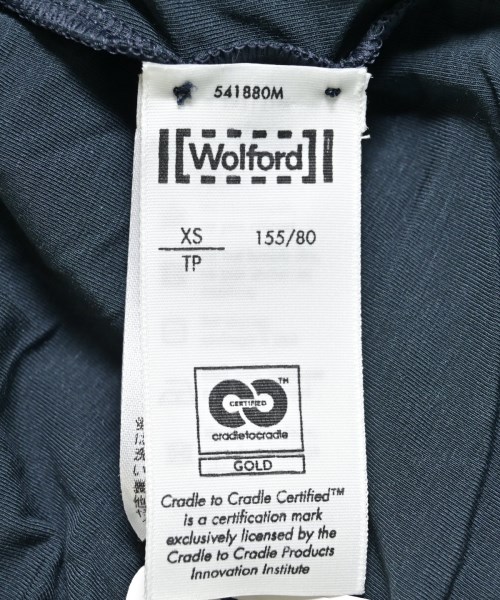 541880M
Wolford
XS 155/80
TP
TM
CERTIFIED
cradletocradle
GOLD
Cradle to Cradle Certified™
is a certification mark
exclusively licensed by the
Cradle to Cradle Products
Innovation Institute